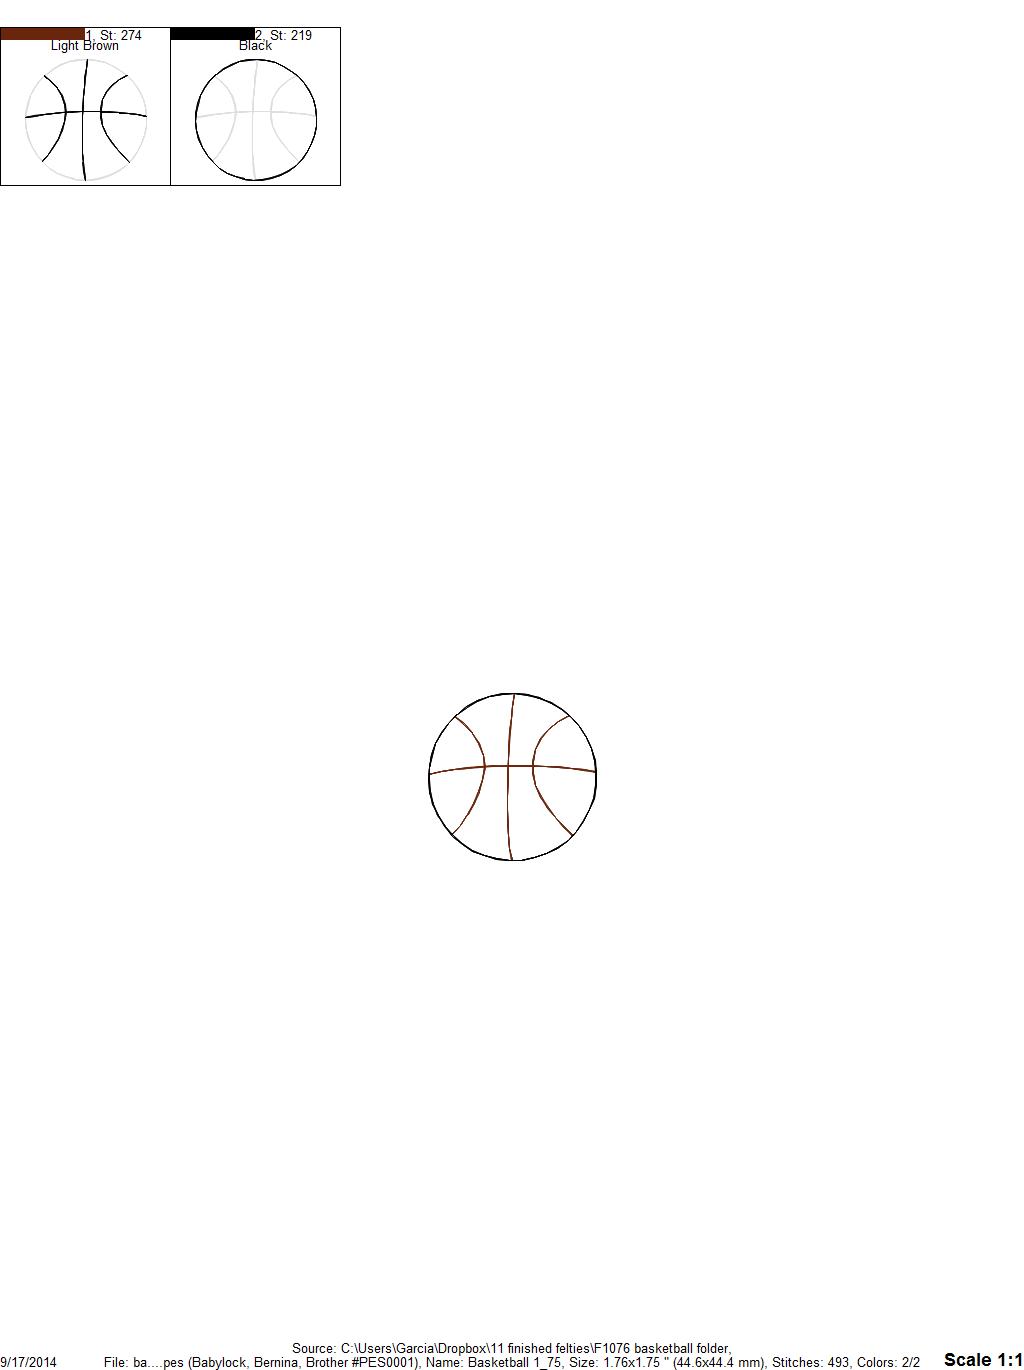 1, St: 274
Light Brown
2, St: 219
Black
Source: C:\Users\Garcia\Dropbox\11 finished felties\F1076 basketball folder,
9/17/2014 File: ba....pes (Babylock, Bernina, Brother #PES0001), Name: Basketball 1_75, Size: 1.76x1.75 " (44.6x44.4 mm), Stitches: 493, Colors: 2/2 Scale 1:1